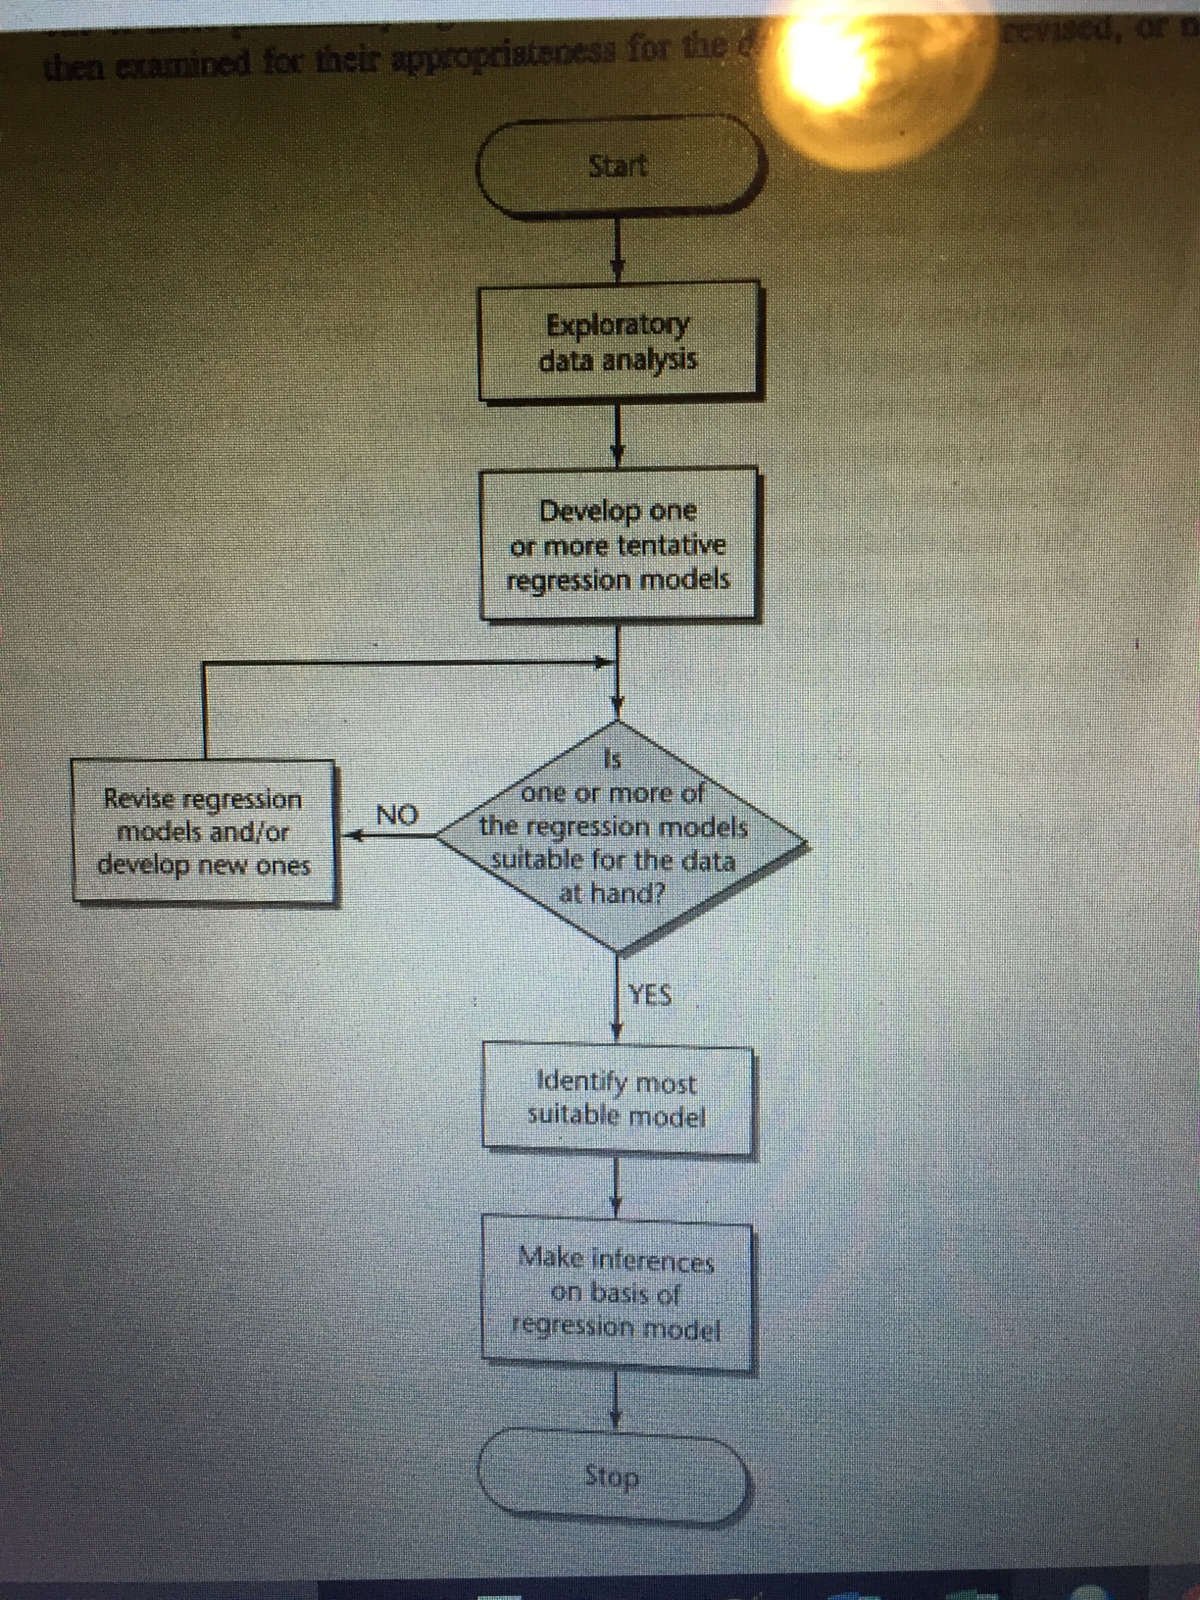 then examined for their appropriateness for the revised, or
Start
Exploratory
data analysis
Develop one
or more tentative
regression models
Is
one or more of
the regression models
suitable for the data
at hand?
NO
Revise regression
models and/or
develop new ones
YES
Identify most
suitable model
Make inferences
on basis of
regression model
Stop